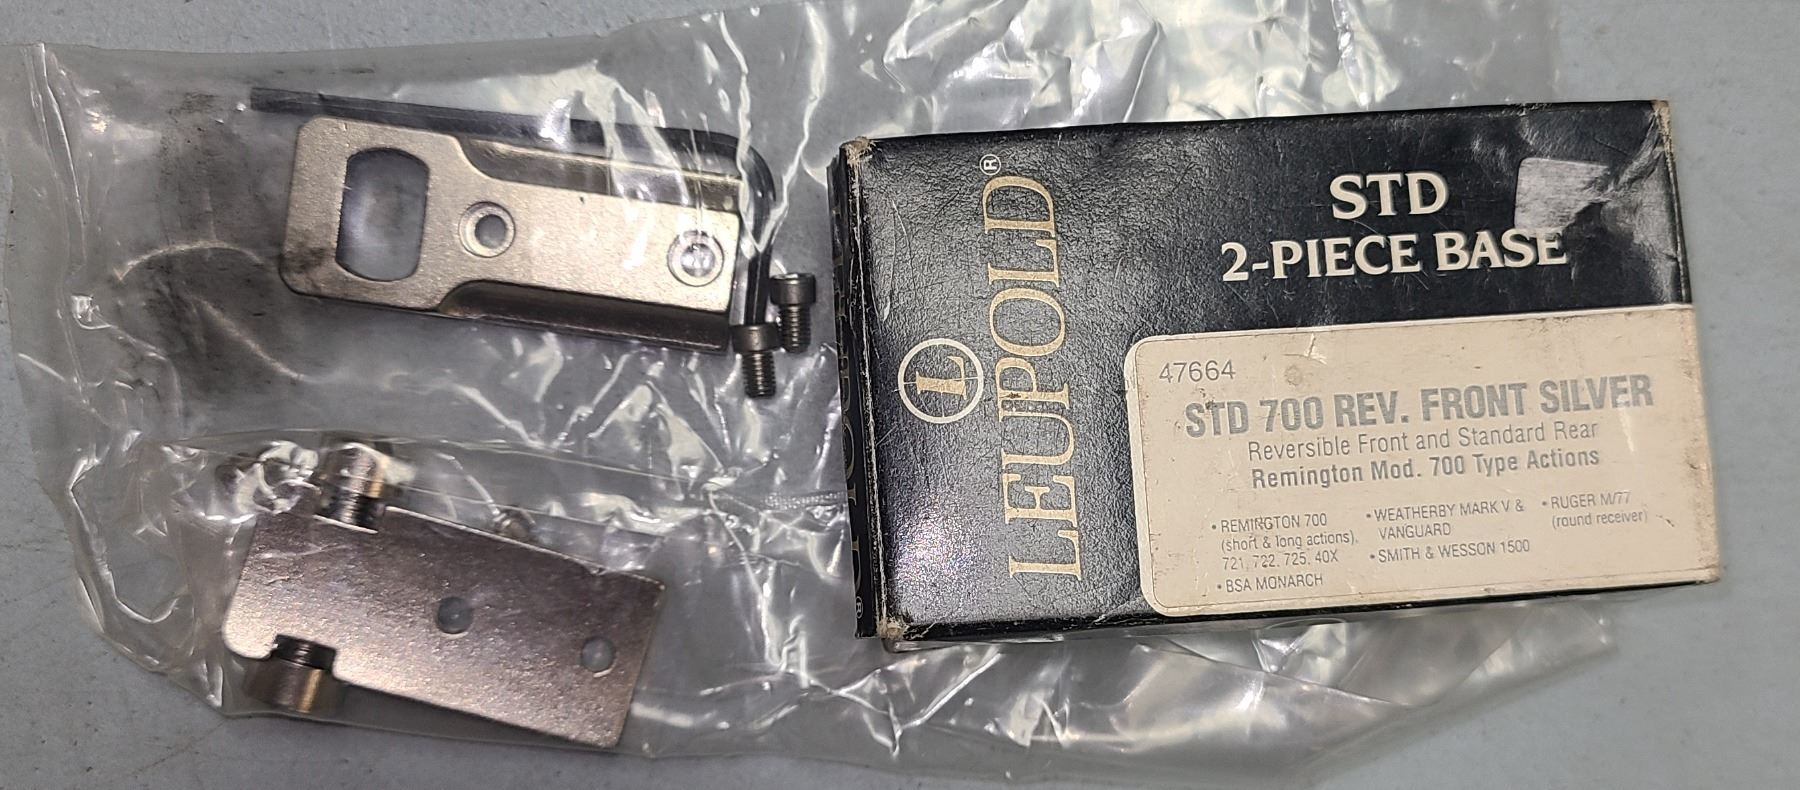 LEUPOLD®
L
STD
2-PIECE BASE
47664
STD 700 REV. FRONT SILVER
Reversible Front and Standard Rear
Remington Mod. 700 Type Actions
• REMINGTON 700
(short & long actions),
721, 722, 725, 40X
• BSA MONARCH
• WEATHERBY MARK V &
VANGUARD
• SMITH & WESSON 1500
• RUGER M/77
(round receiver)